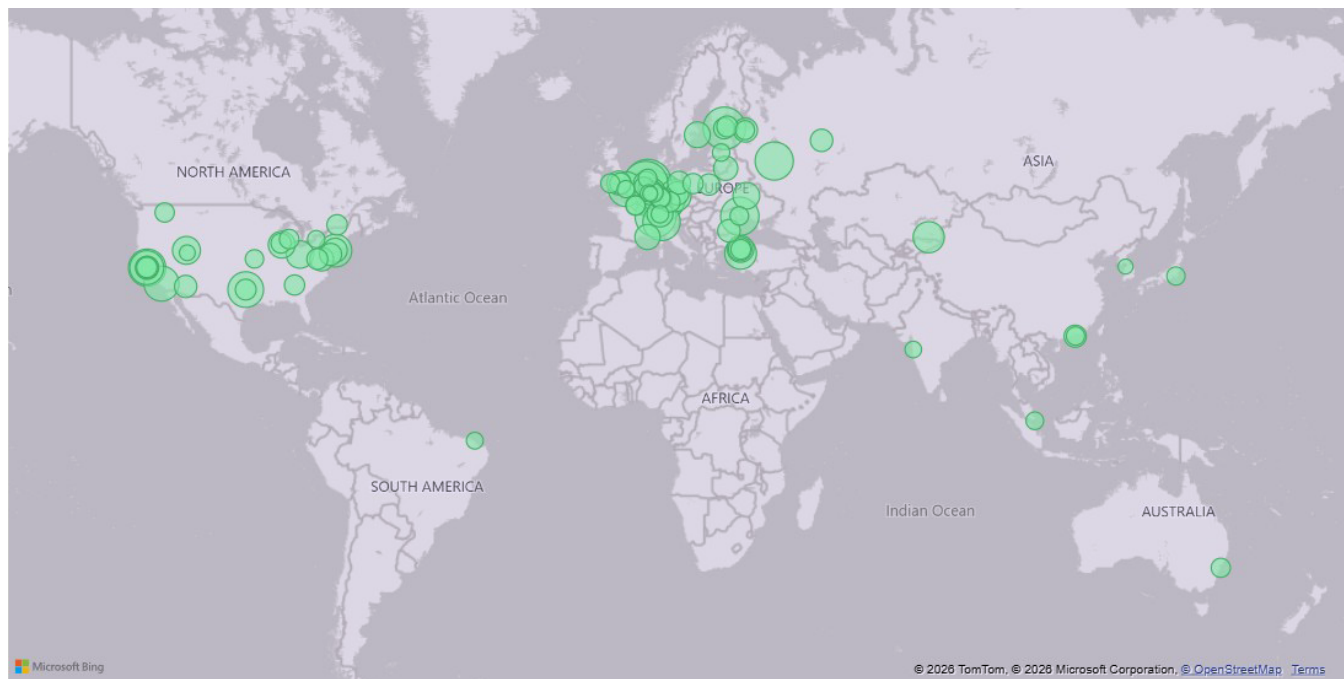 NORTH AMERICA
EUROPE
ASIA
Atlantic Ocean
AFRICA
SOUTH AMERICA
Indian Ocean
AUSTRALIA
Microsoft Bing
© 2026 TomTom, © 2026 Microsoft Corporation, © OpenStreetMap Terms